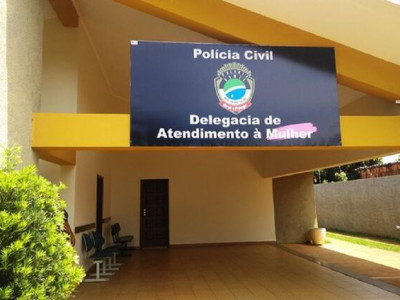 Polícia Civil
Delegacia de
Atendimento à Mulher